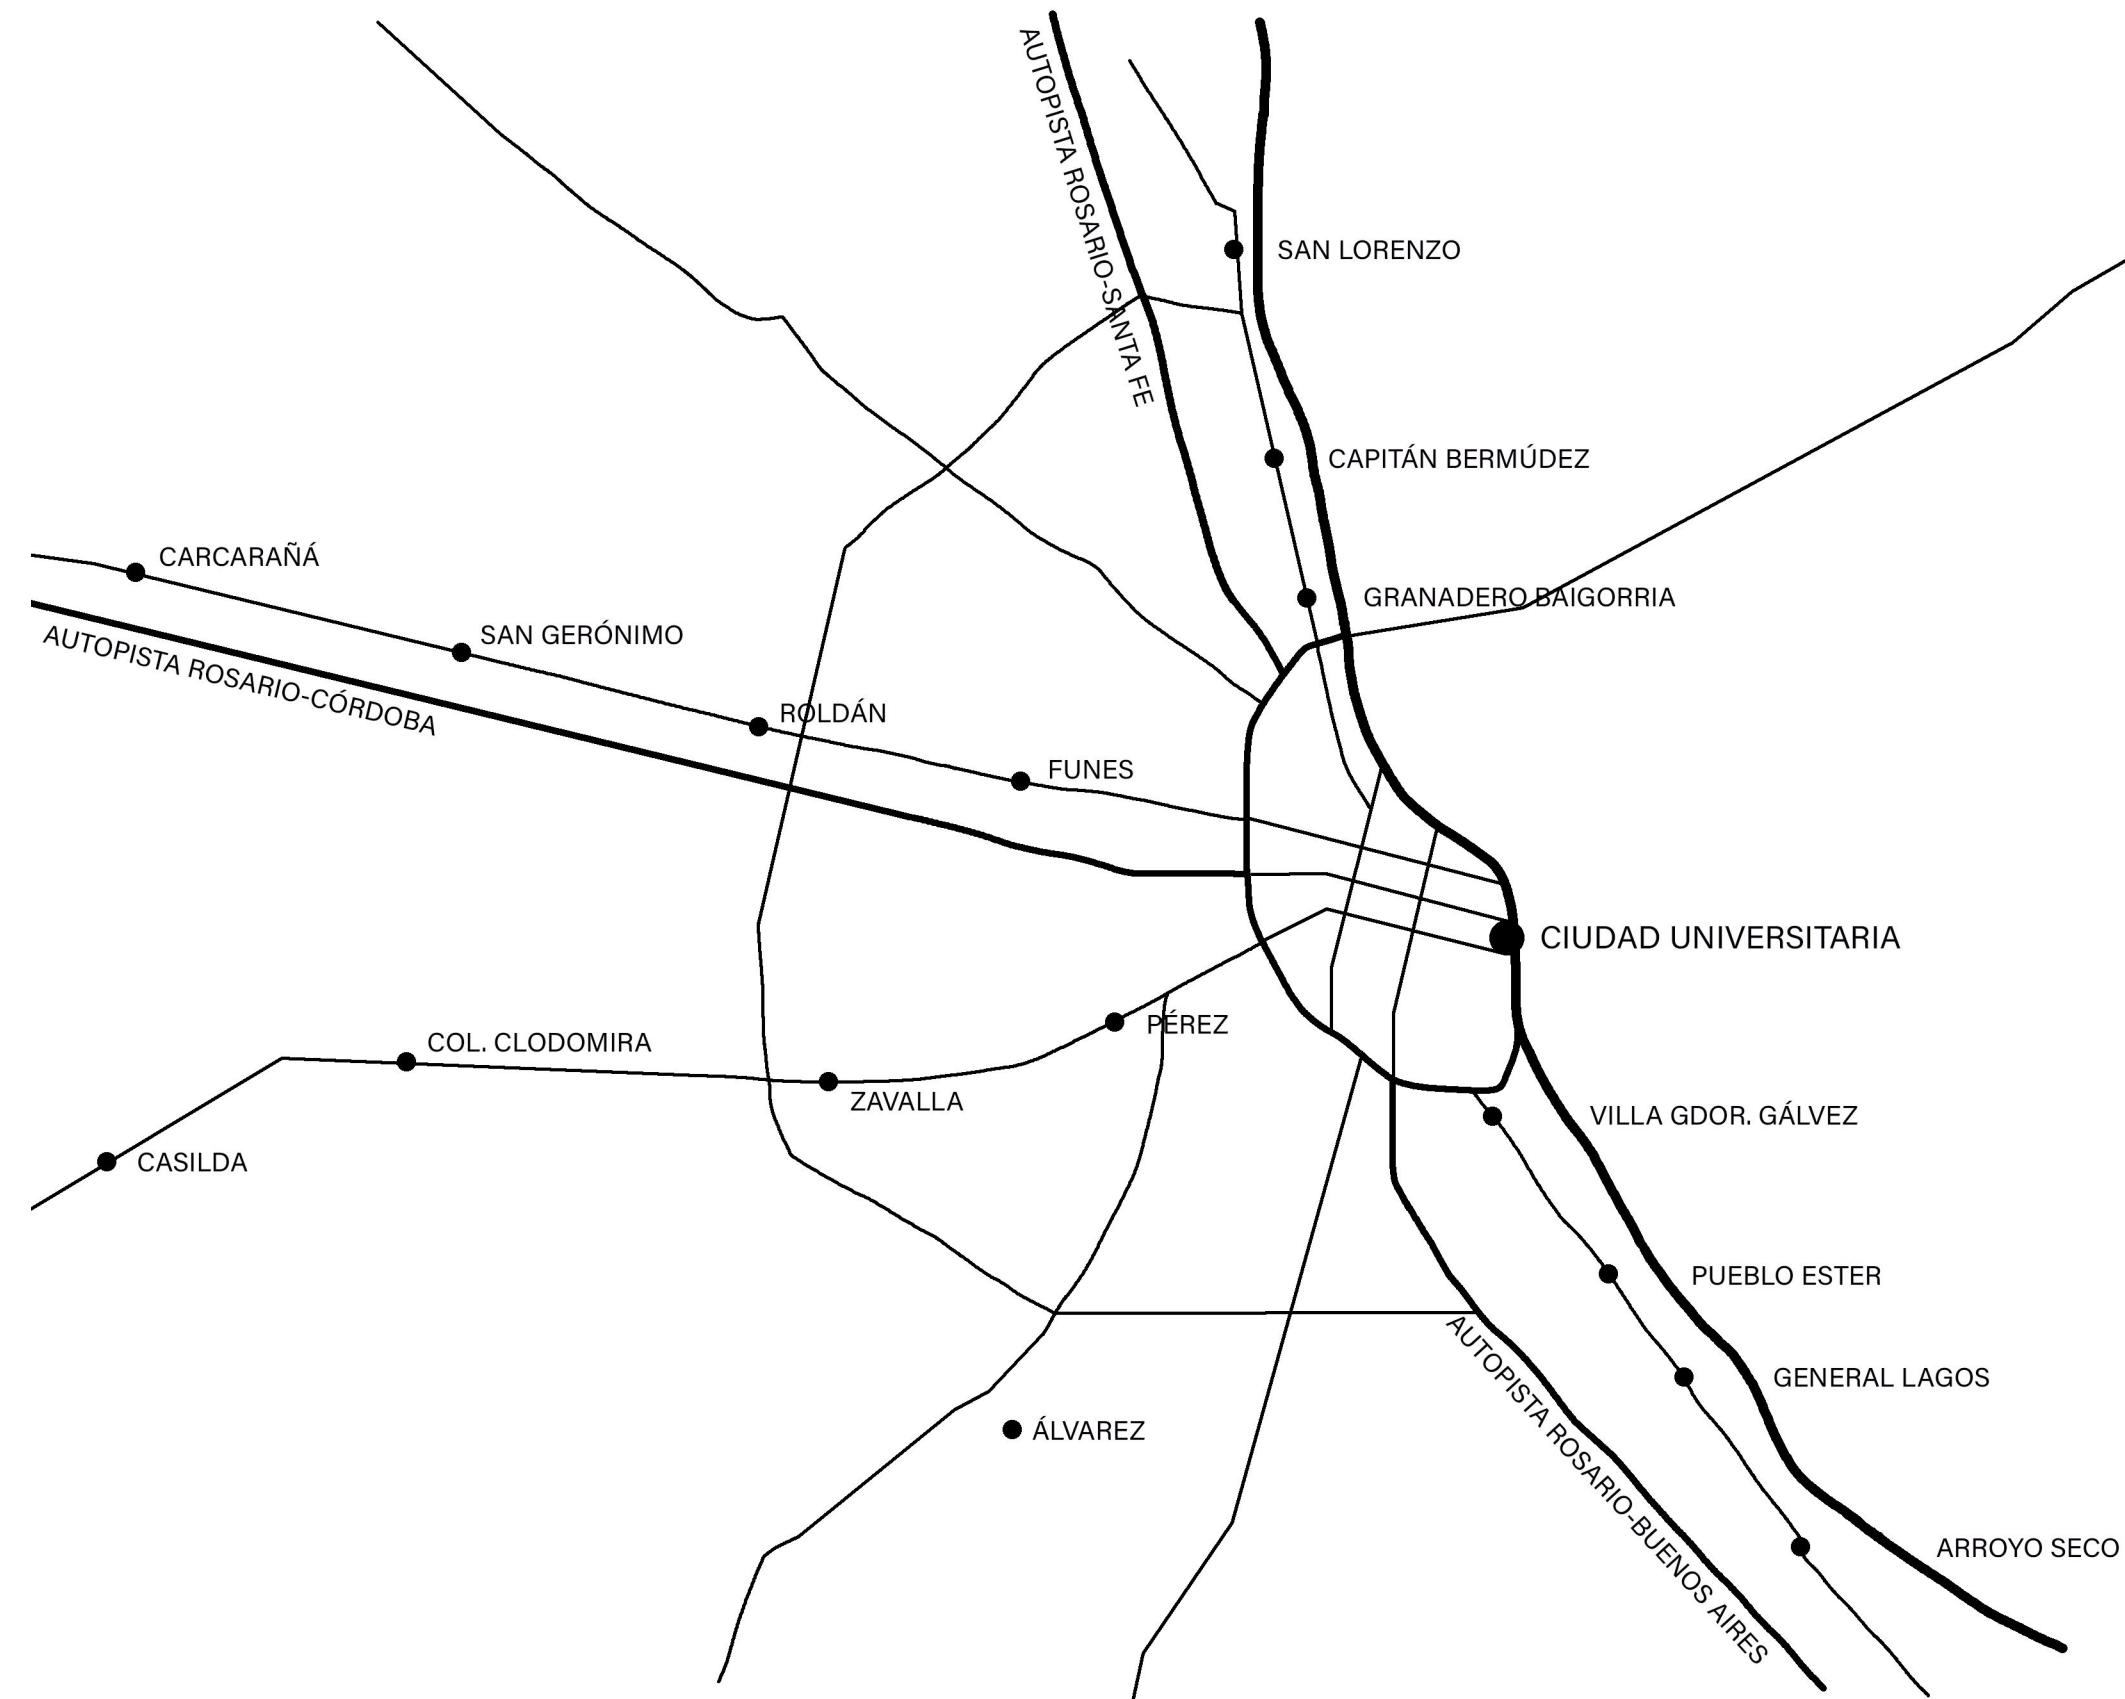 AUTOPISTA ROSARIO-SANTA FE
SAN LORENZO
CAPITÁN BERMÚDEZ
CARCARAÑÁ
GRANADERO BAIGORRIA
SAN GERÓNIMO
AUTOPISTA ROSARIO-CÓRDOBA
ROLDÁN
FUNES
CIUDAD UNIVERSITARIA
PÉREZ
COL. CLODOMIRA
ZAVALLA
VILLA GDOR. GÁLVEZ
CASILDA
PUEBLO ESTER
AUTOPISTA ROSARIO-BUENOS AIRES
GENERAL LAGOS
ÁLVAREZ
ARROYO SECO